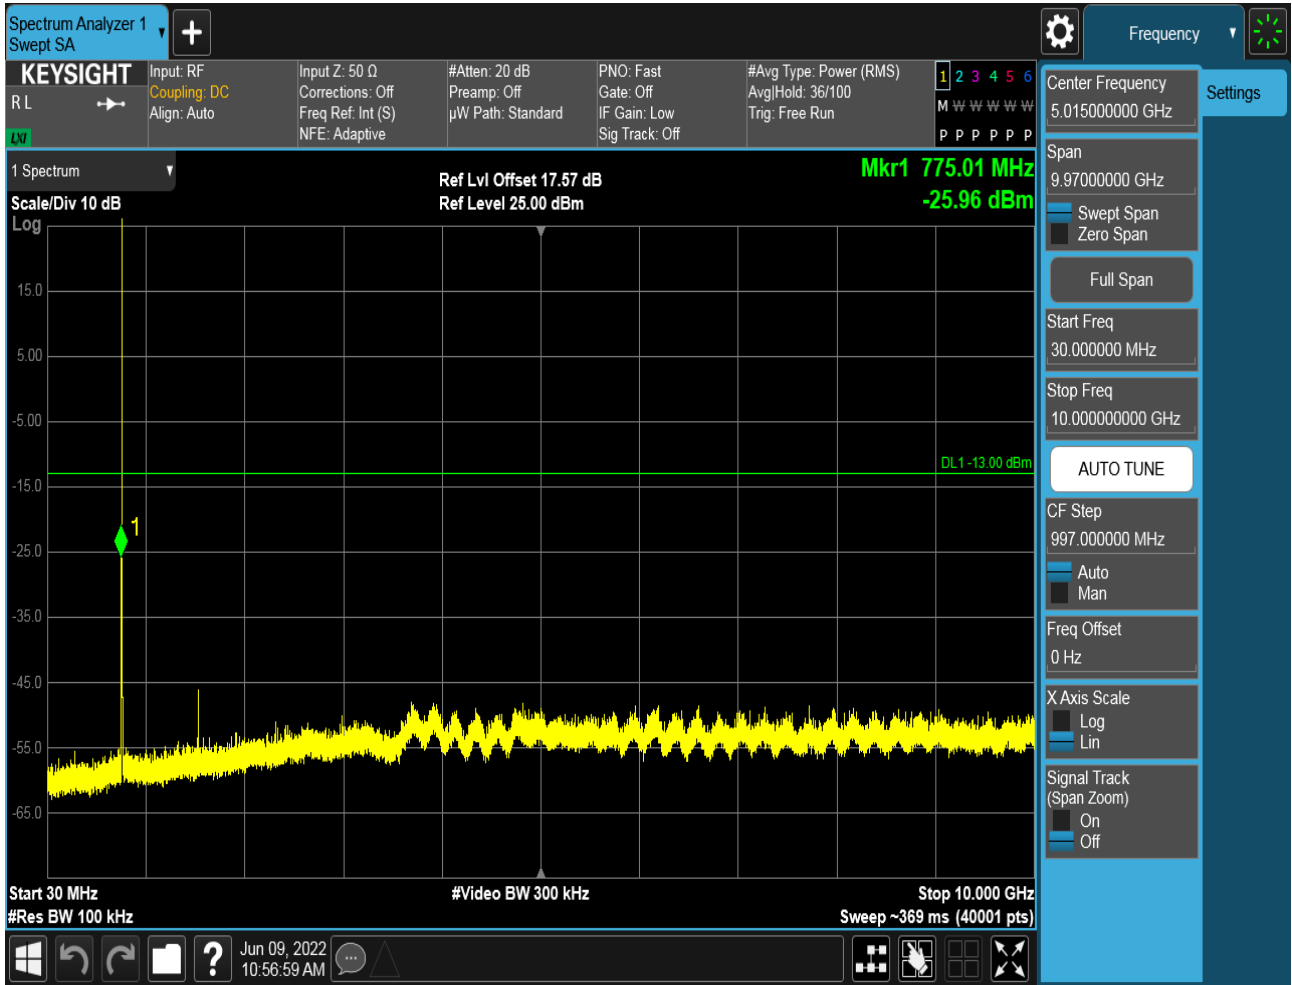 Spectrum Analyzer 1
Swept SA
Frequency
KEYSIGHT
R L
LXI
Input: RF
Coupling: DC
Align: Auto
Input Z: 50 Ω
Corrections: Off
Freq Ref: Int (S)
NFE: Adaptive
#Atten: 20 dB
Preamp: Off
µW Path: Standard
PNO: Fast
Gate: Off
IF Gain: Low
Sig Track: Off
#Avg Type: Power (RMS)
Avg|Hold: 36/100
Trig: Free Run
1 2 3 4 5 6
M W W W W W
P P P P P P
1 Spectrum
Scale/Div 10 dB
Log
Ref Lvl Offset 17.57 dB
Ref Level 25.00 dBm
Mkr1 775.01 MHz
-25.96 dBm
15.0
5.00
-5.00
DL1 -13.00 dBm
-15.0
1
-25.0
-35.0
-45.0
-55.0
-65.0
Start 30 MHz
#Video BW 300 kHz
Stop 10.000 GHz
#Res BW 100 kHz
Sweep ~369 ms (40001 pts)
Center Frequency
5.015000000 GHz
Settings
Span
9.97000000 GHz
Swept Span
Zero Span
Full Span
Start Freq
30.000000 MHz
Stop Freq
10.000000000 GHz
AUTO TUNE
CF Step
997.000000 MHz
Auto
Man
Freq Offset
0 Hz
X Axis Scale
Log
Lin
Signal Track
(Span Zoom)
On
Off
?
Jun 09, 2022
10:56:59 AM